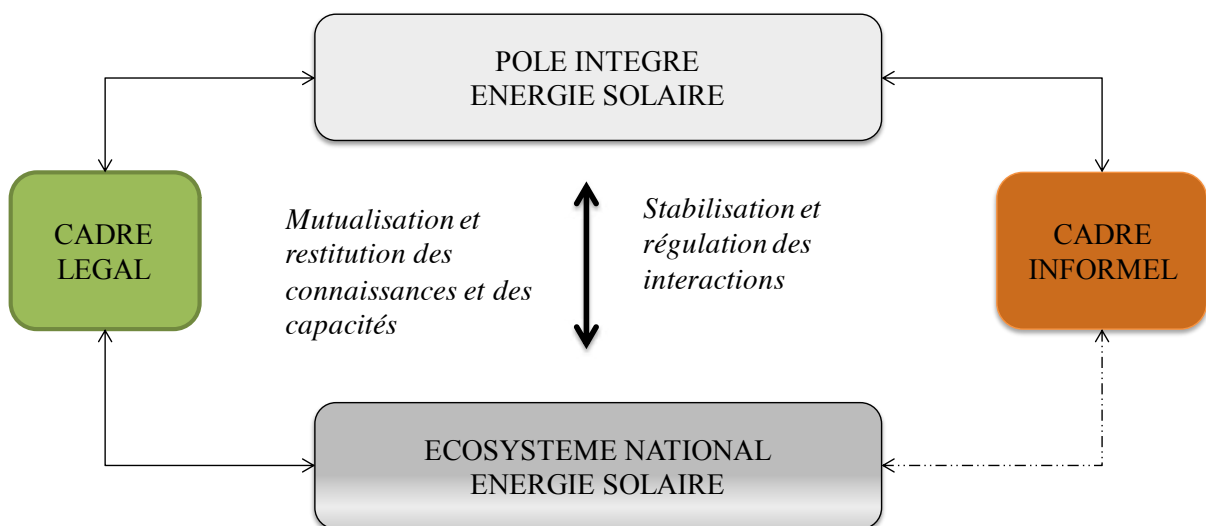 POLE INTEGRE
ENERGIE SOLAIRE
CADRE
LEGAL
Mutualisation et
restitution des
connaissances et des
capacités
Stabilisation et
régulation des
interactions
CADRE
INFORMEL
ECOSYSTEME NATIONAL
ENERGIE SOLAIRE